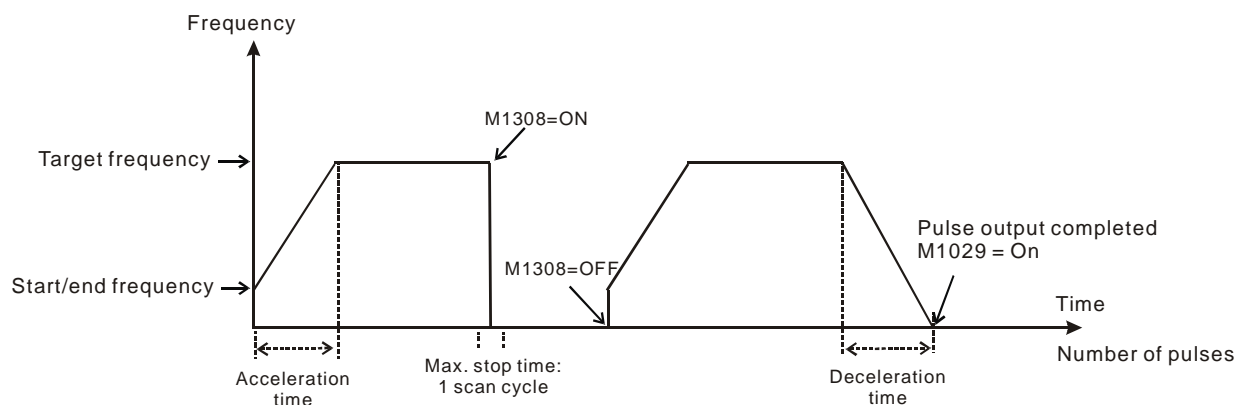 Frequency
M1308=ON
Target frequency
Pulse output completed
M1029 = On
M1308=OFF
Start/end frequency
Time
Number of pulses
Acceleration
time
Max. stop time:
1 scan cycle
Deceleration
time